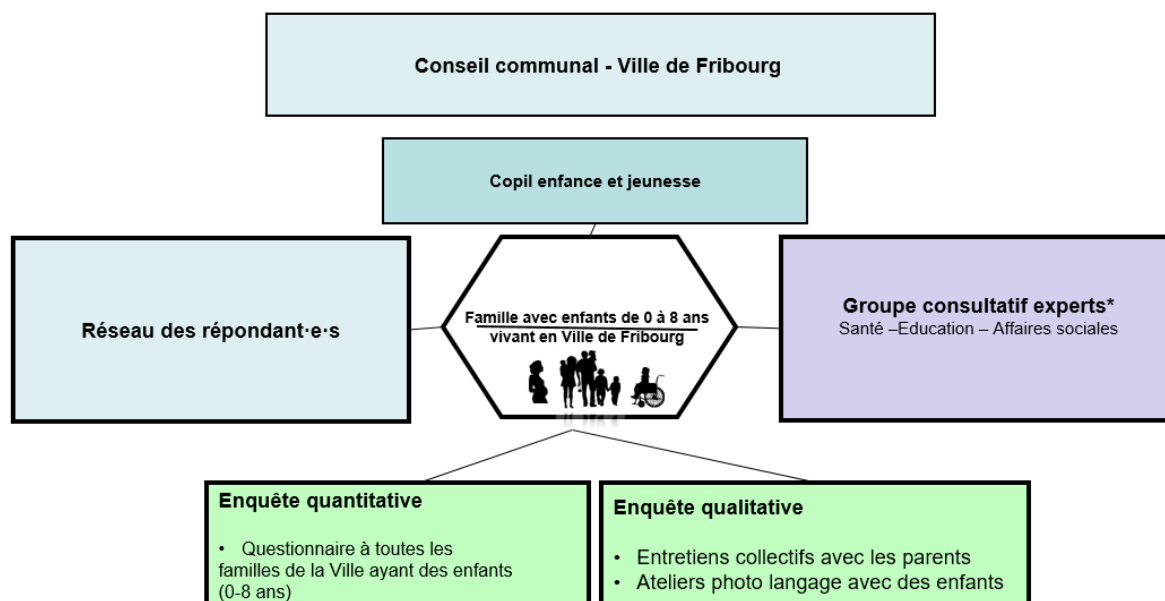 Conseil communal - Ville de Fribourg
Copil enfance et jeunesse
Réseau des répondant·e·s
Famille avec enfants de 0 à 8 ans
vivant en Ville de Fribourg
Groupe consultatif experts*
Santé –Education – Affaires sociales
Enquête quantitative
• Questionnaire à toutes les
familles de la Ville ayant des enfants
(0-8 ans)
Enquête qualitative
• Entretiens collectifs avec les parents
• Ateliers photo langage avec des enfants